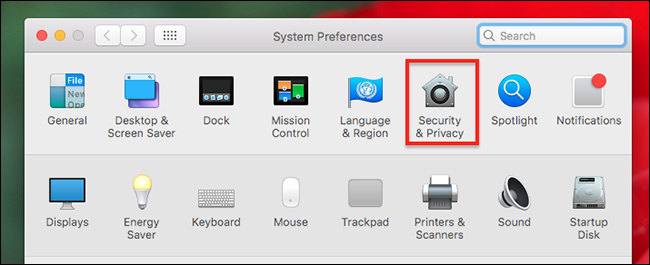 System Preferences
Search
File
New
Ope
General
Desktop &
Screen Saver
Dock
Mission
Control
Language
& Region
Security
& Privacy
Spotlight
Notifications
Displays
Energy
Saver
Keyboard
Mouse
Trackpad
Printers &
Scanners
Sound
Startup
Disk